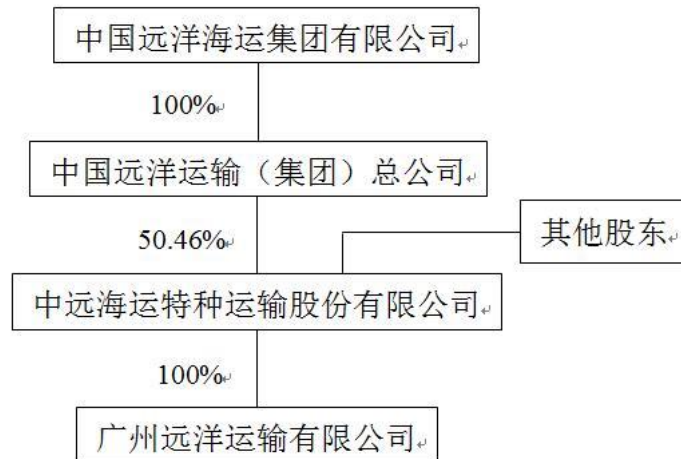 中国远洋海运集团有限公司
100%
中国远洋运输（集团）总公司
50.46%
其他股东
中远海运特种运输股份有限公司
100%
广州远洋运输有限公司